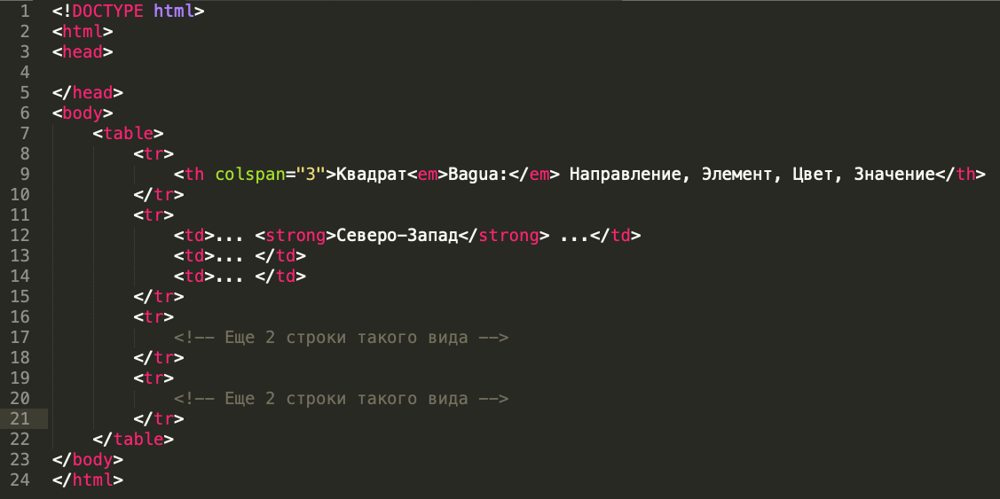 1 <!DOCTYPE html>
2 <html>
3 <head>
4
5 </head>
6 <body>
7 <table>
8 <tr>
9 <th colspan="3">Квадрат<em>Bagua:</em> Направление, Элемент, Цвет, Значение</th>
10 </tr>
11 <tr>
12 <td>... <strong>Северо-Запад</strong> ...</td>
13 <td>... </td>
14 <td>... </td>
15 </tr>
16 <tr>
17 <!-- Еще 2 строки такого вида -->
18 </tr>
19 <tr>
20 <!-- Еще 2 строки такого вида -->
21 </tr>
22 </table>
23 </body>
24 </html>